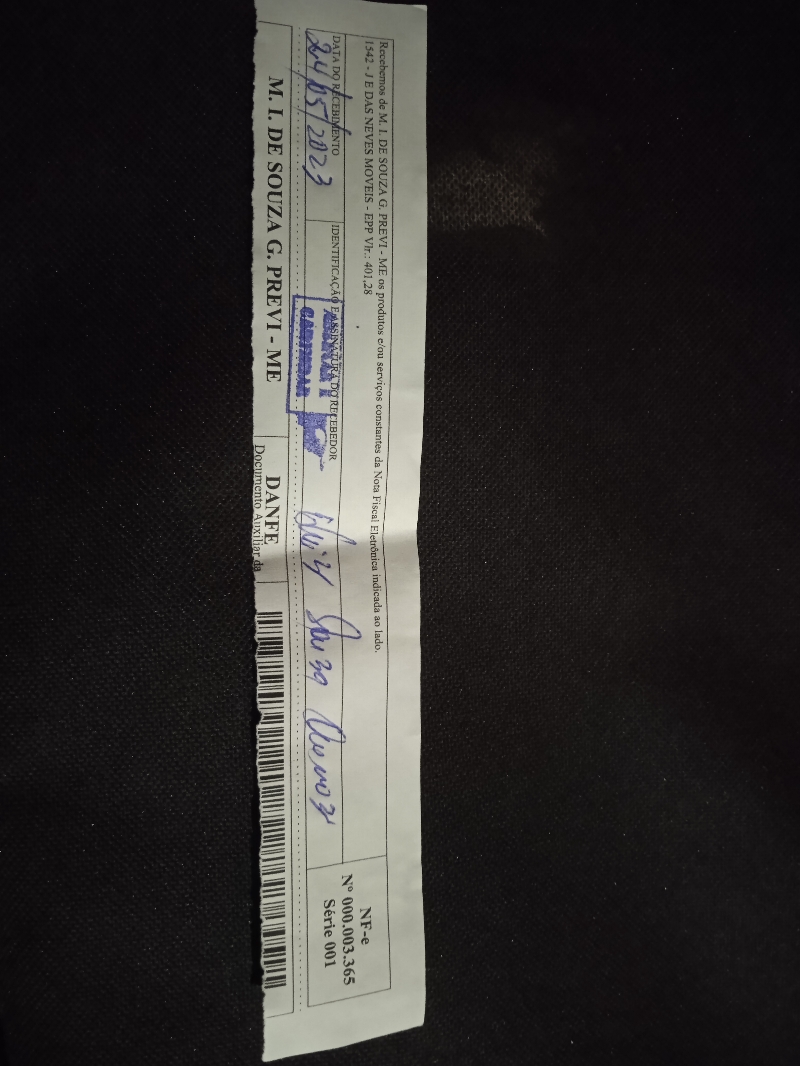 Recebemos de M. I. DE SOUZA G. PREVI - ME os produtos e/ou serviços constantes da Nota Fiscal Eletrônica indicada ao lado.
1542 - J E DAS NEVES MOVEIS - EPP Vlr.: 401,28
DATA DO RECEBIMENTO
24/05/2023
IDENTIFICAÇÃO E ASSINATURA DO RECEBEDOR
NF-e
Nº 000.003.365
Série 001
M. I. DE SOUZA G. PREVI - ME
DANFE
Documento Auxiliar da